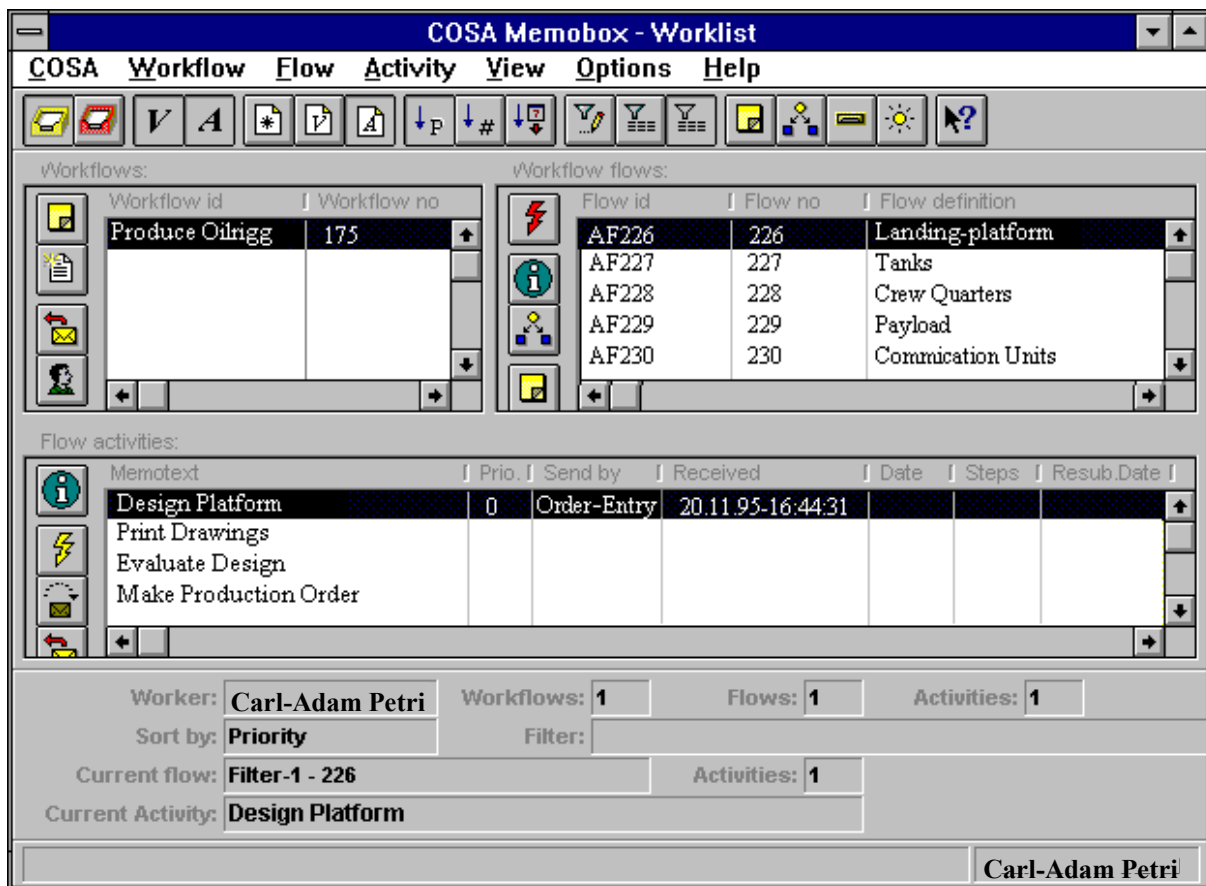 COSA Memobox - Worklist
COSA Workflow Flow Activity View Options Help
V A * V A P # ? ?
Workflows:
Workflow id Workflow no
Produce Oilrigg 175
Workflow flows:
Flow id Flow no Flow definition
AF226 226 Landing-platform
AF227 227 Tanks
AF228 228 Crew Quarters
AF229 229 Payload
AF230 230 Commication Units
Flow activities:
Memotext Prio. Send by Received Date Steps Resub.Date
Design Platform 0 Order-Entry 20.11.95-16:44:31
Print Drawings
Evaluate Design
Make Production Order
Worker: Carl-Adam Petri Workflows: 1 Flows: 1 Activities: 1
Sort by: Priority Filter:
Current flow: Filter-1 - 226 Activities: 1
Current Activity: Design Platform
Carl-Adam Petri